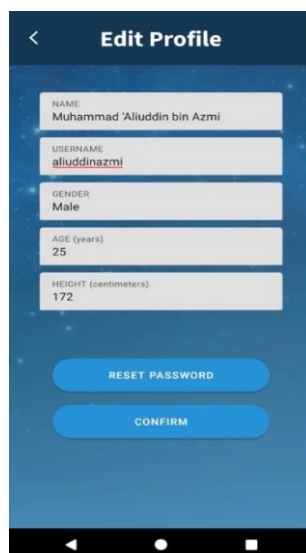 Edit Profile
NAME
Muhammad 'Aliuddin bin Azmi
USERNAME
aliuddinazmi
GENDER
Male
AGE (years)
25
HEIGHT (centimeters)
172
RESET PASSWORD
CONFIRM